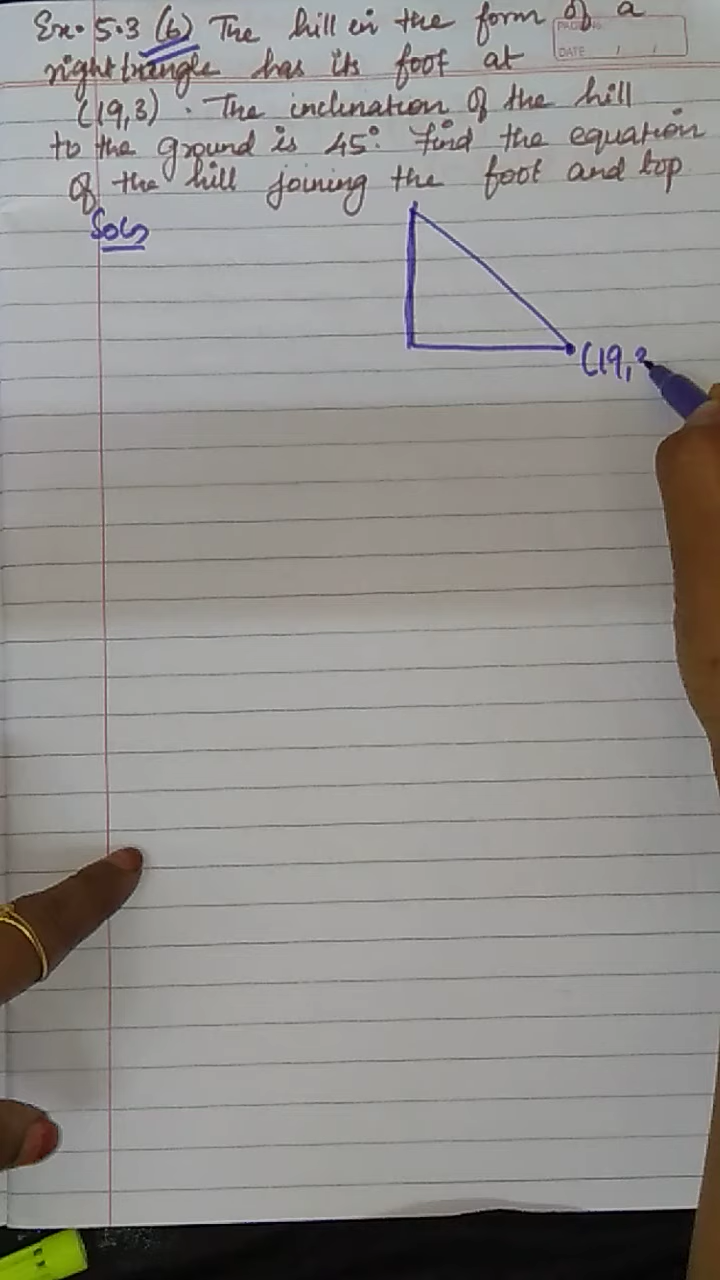 Ex. 5.3 (6) The hill in the form of a
right triangle has its foot at
(19,3). The inclination of the hill
to the ground is 45°. find the equation
of the hill joining the foot and top
Soln
(19,3
DATE / /